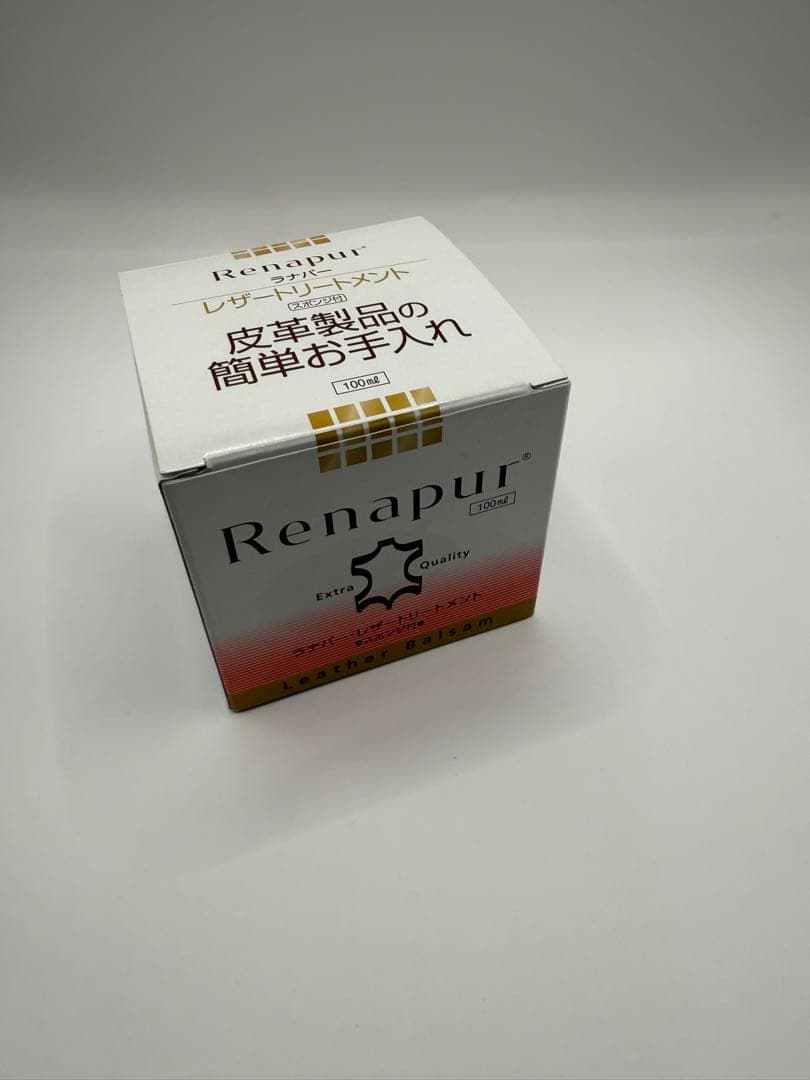 Renapur®
ラナパー
レザートリートメント
スポンジ付
皮革製品の
簡単お手入れ
100㎖
Renapur®
100㎖
Extra Quality
ラナパー・レザートリートメント
●スポンジ付●
Leather Balsam